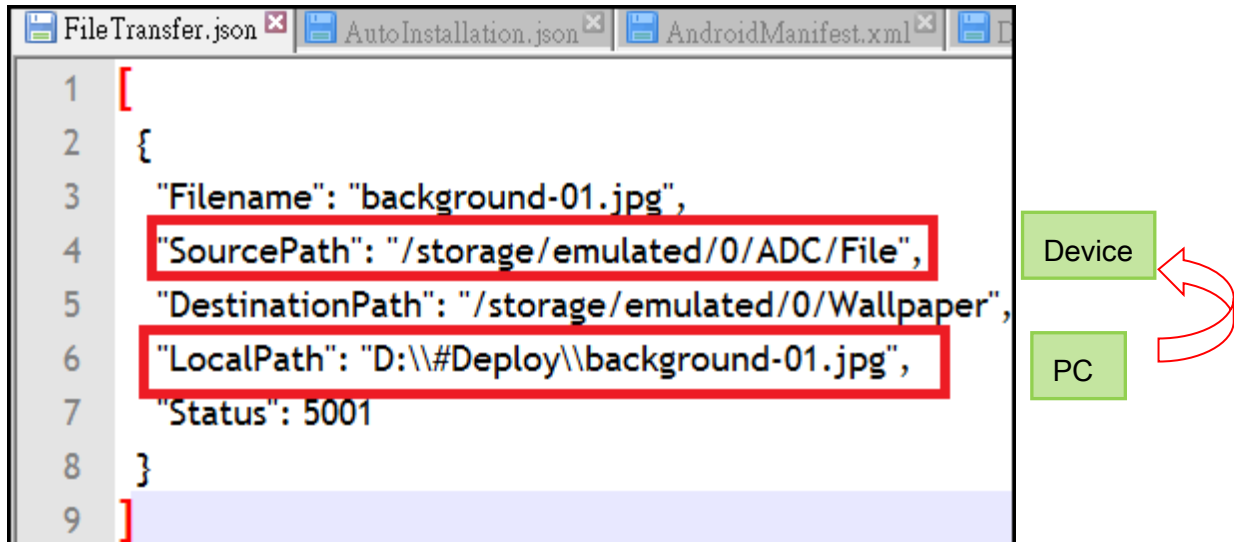 FileTransfer.json AutoInstallation.json AndroidManifest.xml D
1 [
2 {
3 "Filename": "background-01.jpg",
4 "SourcePath": "/storage/emulated/0/ADC/File",
5 "DestinationPath": "/storage/emulated/0/Wallpaper",
6 "LocalPath": "D:\\#Deploy\\background-01.jpg",
7 "Status": 5001
8 }
9 ]
Device
PC